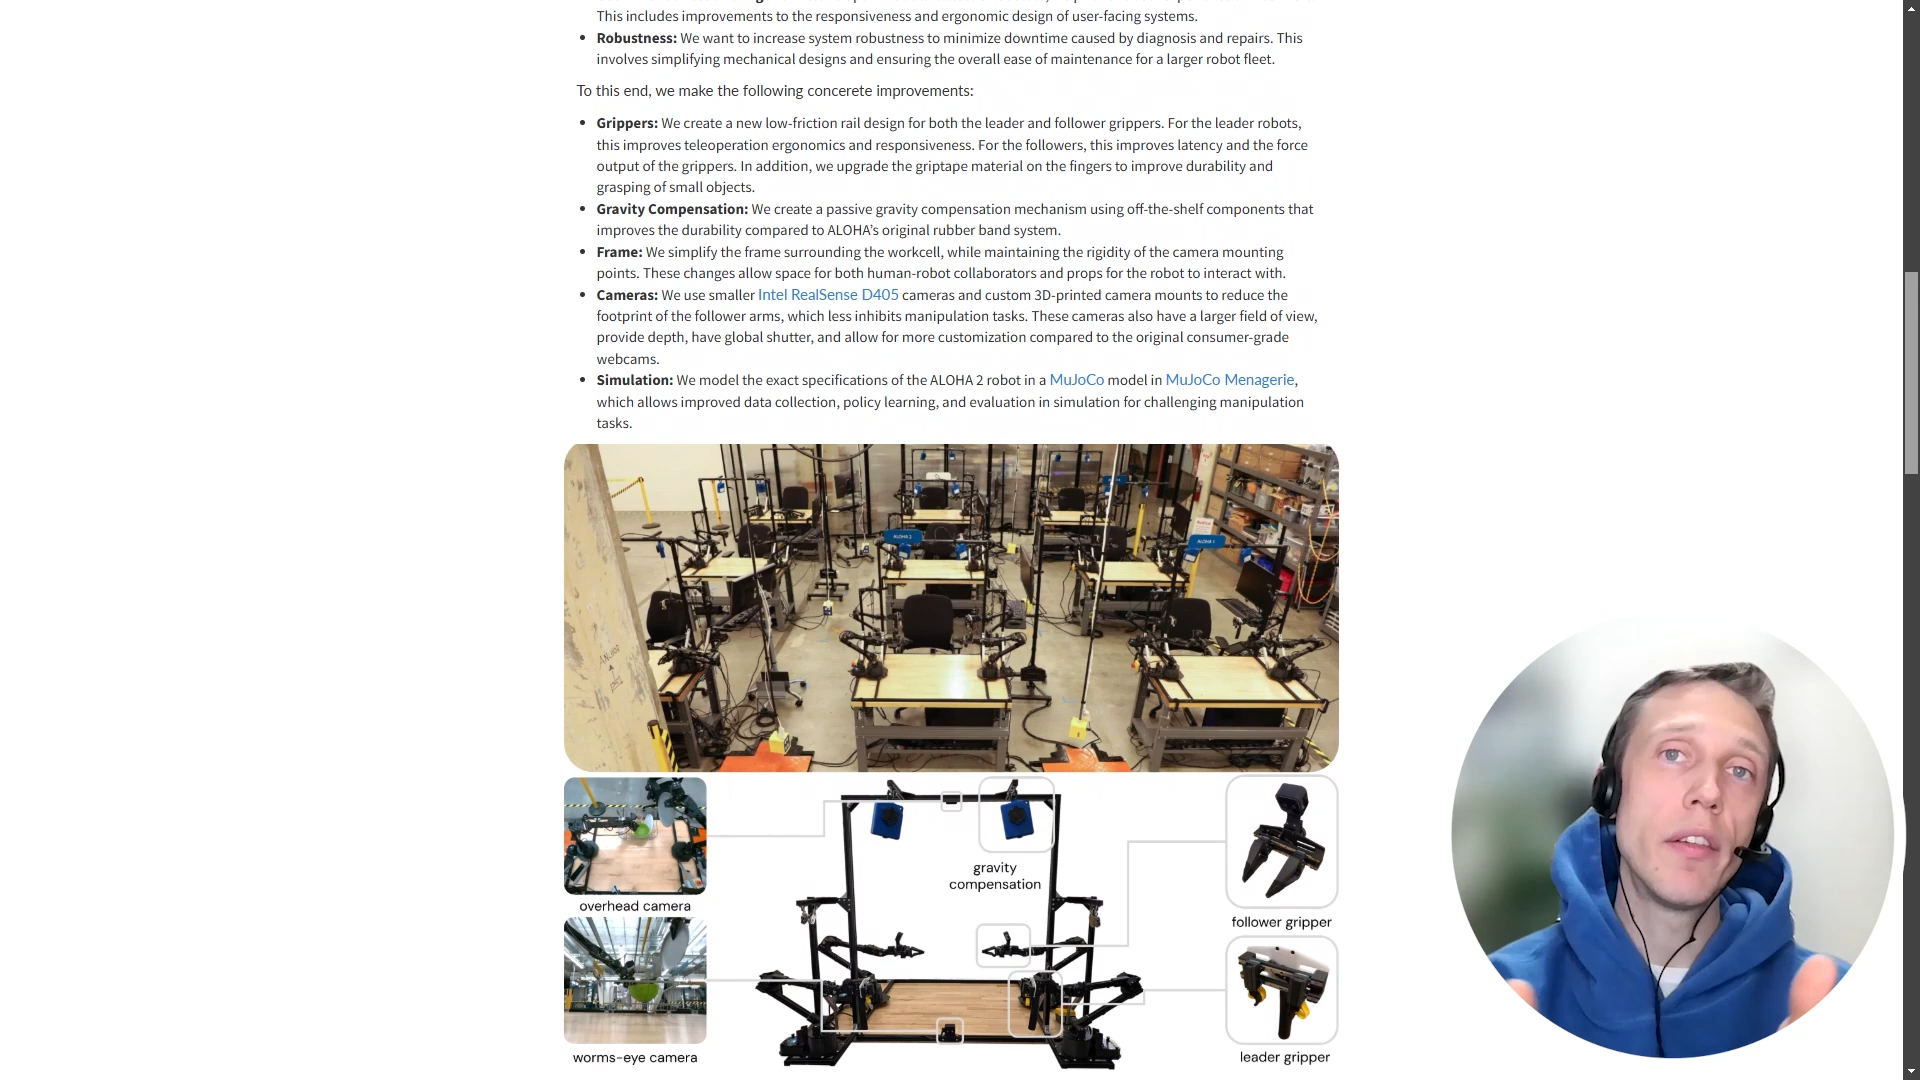 This includes improvements to the responsiveness and ergonomic design of user-facing systems.
• Robustness: We want to increase system robustness to minimize downtime caused by diagnosis and repairs. This
involves simplifying mechanical designs and ensuring the overall ease of maintenance for a larger robot fleet.
To this end, we make the following concerete improvements:
• Grippers: We create a new low-friction rail design for both the leader and follower grippers. For the leader robots,
this improves teleoperation ergonomics and responsiveness. For the followers, this improves latency and the force
output of the grippers. In addition, we upgrade the griptape material on the fingers to improve durability and
grasping of small objects.
• Gravity Compensation: We create a passive gravity compensation mechanism using off-the-shelf components that
improves the durability compared to ALOHA's original rubber band system.
• Frame: We simplify the frame surrounding the workcell, while maintaining the rigidity of the camera mounting
points. These changes allow space for both human-robot collaborators and props for the robot to interact with.
• Cameras: We use smaller Intel RealSense D405 cameras and custom 3D-printed camera mounts to reduce the
footprint of the follower arms, which less inhibits manipulation tasks. These cameras also have a larger field of view,
provide depth, have global shutter, and allow for more customization compared to the original consumer-grade
webcams.
• Simulation: We model the exact specifications of the ALOHA 2 robot in a MuJoCo model in MuJoCo Menagerie,
which allows improved data collection, policy learning, and evaluation in simulation for challenging manipulation
tasks.
ALOHA 2
gravity
compensation
overhead camera
follower gripper
worms-eye camera
leader gripper